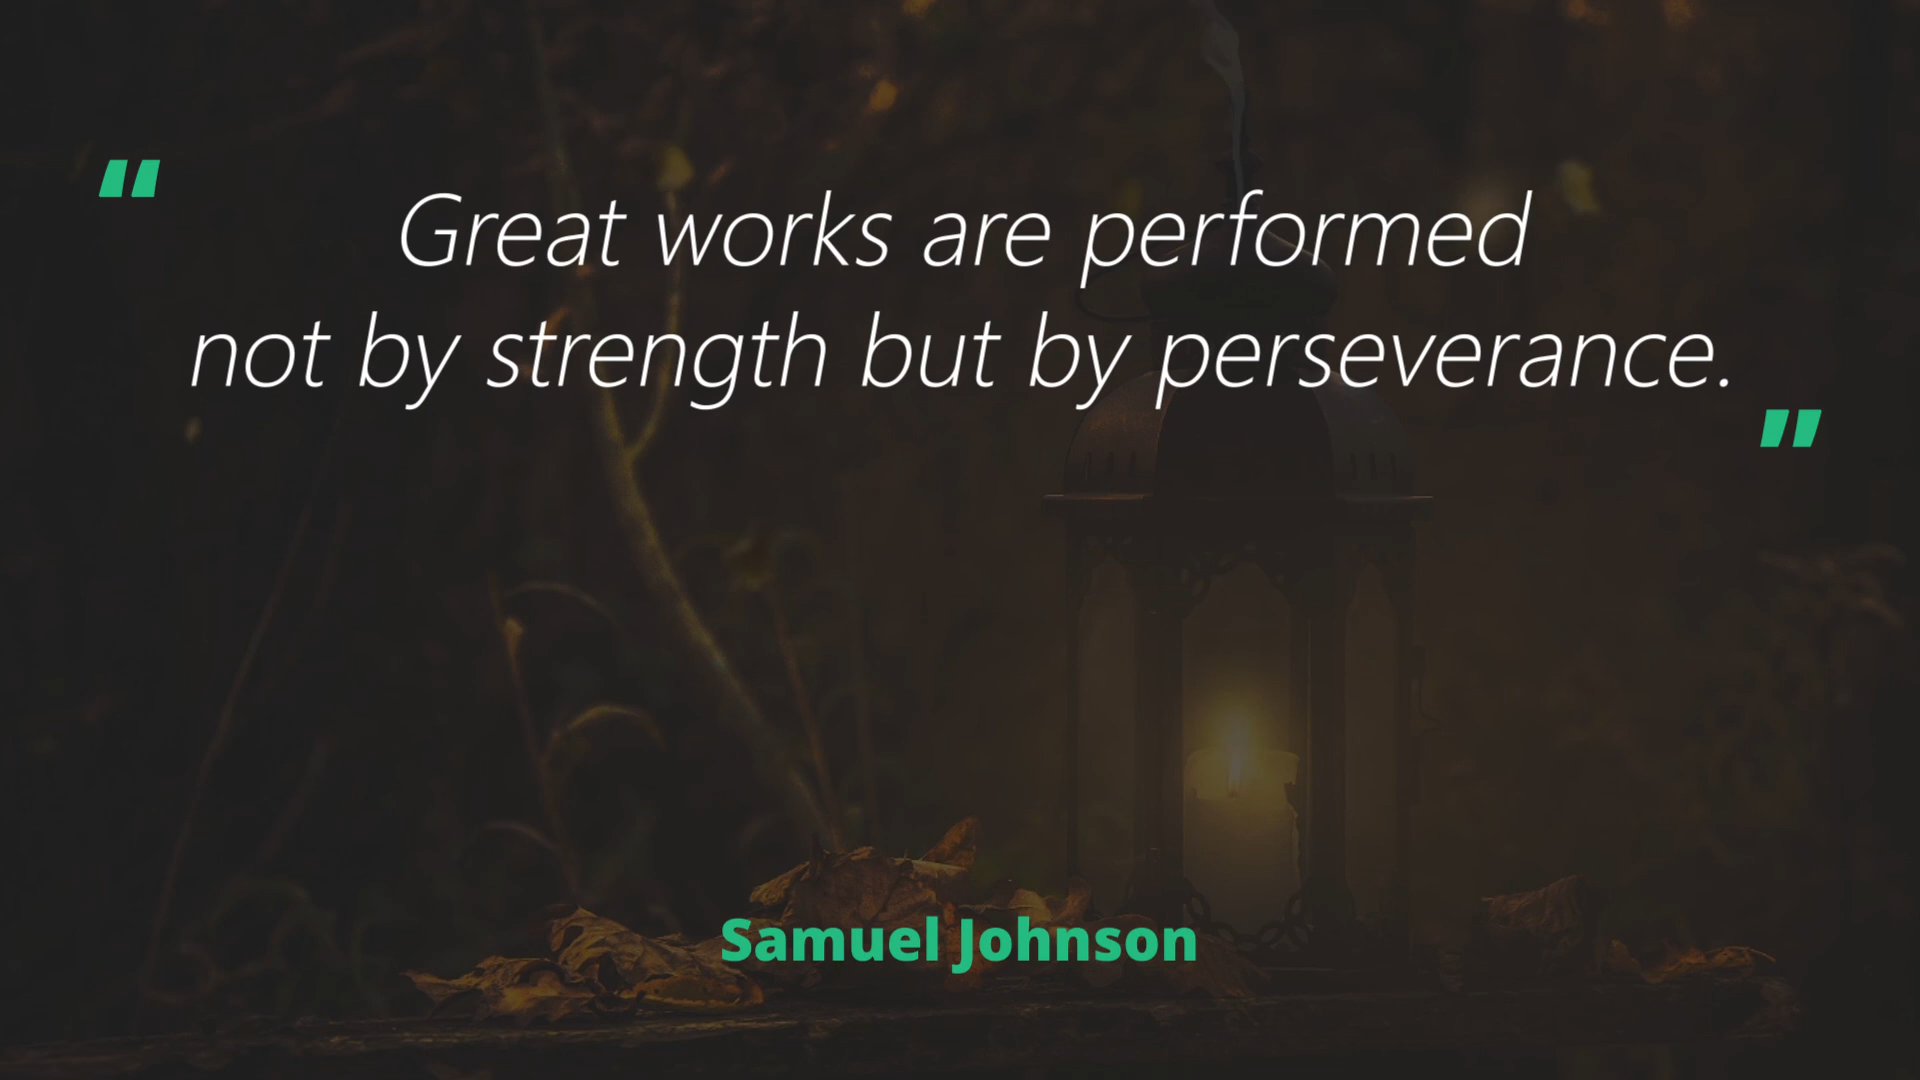 “
Great works are performed
not by strength but by perseverance.
”
Samuel Johnson